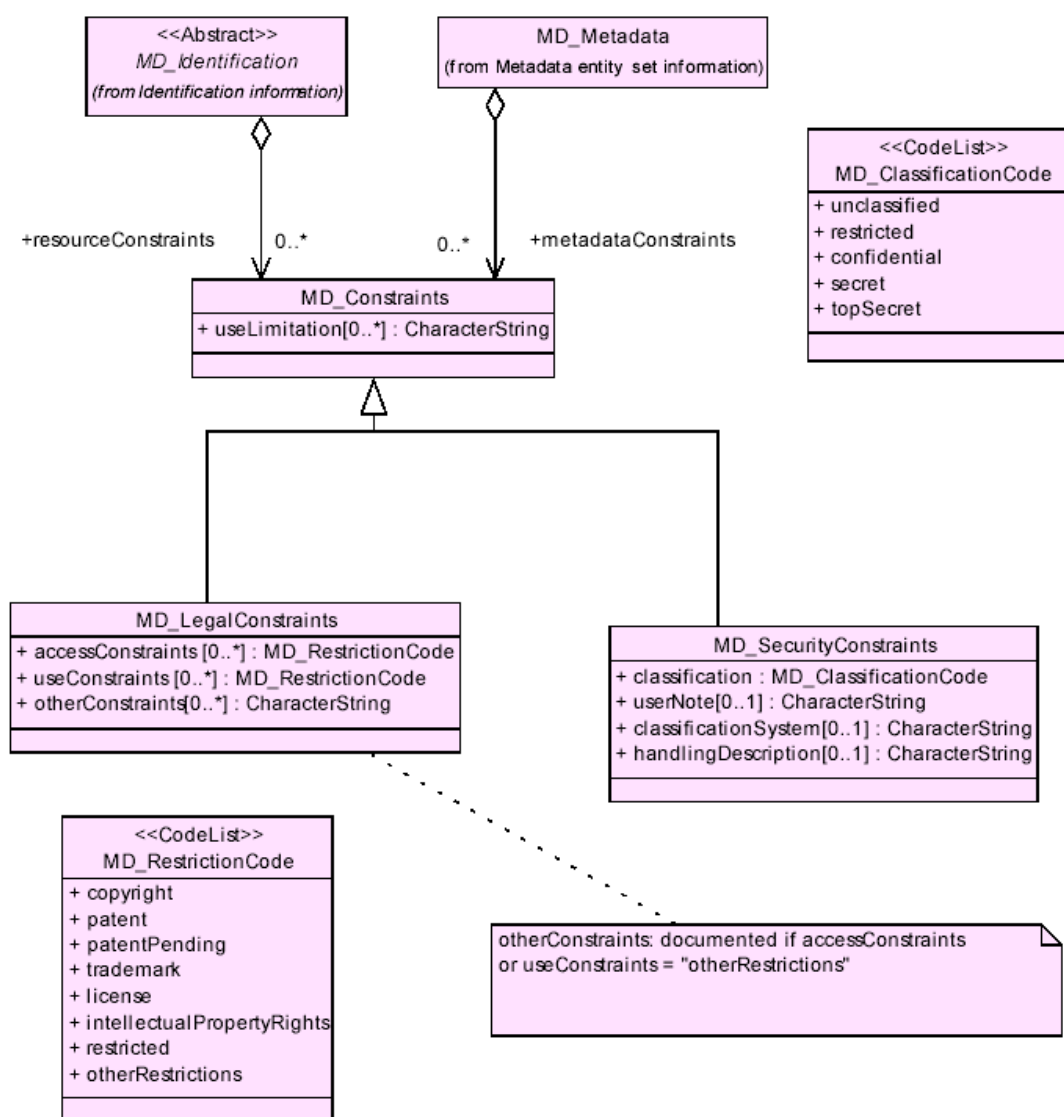 <<Abstract>>
MD_Identification
(from Identification information)
MD_Metadata
(from Metadata entity set information)
<<CodeList>>
MD_ClassificationCode
+ unclassified
+ restricted
+ confidential
+ secret
+ topSecret
+resourceConstraints
0..*
0..*
+metadataConstraints
MD_Constraints
+ useLimitation[0..*] : CharacterString
MD_LegalConstraints
+ accessConstraints [0..*] : MD_RestrictionCode
+ useConstraints [0..*] : MD_RestrictionCode
+ otherConstraints[0..*] : CharacterString
MD_SecurityConstraints
+ classification : MD_ClassificationCode
+ userNote[0..1] : CharacterString
+ classificationSystem[0..1] : CharacterString
+ handlingDescription[0..1] : CharacterString
<<CodeList>>
MD_RestrictionCode
+ copyright
+ patent
+ patentPending
+ trademark
+ license
+ intellectualPropertyRights
+ restricted
+ otherRestrictions
otherConstraints: documented if accessConstraints
or useConstraints = "otherRestrictions"